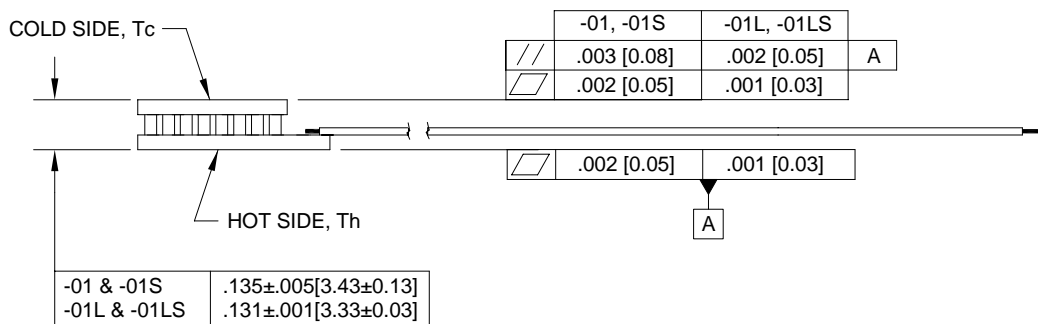 -01, -01S -01L, -01LS
COLD SIDE, Tc
// .003 [0.08] .002 [0.05] A
.002 [0.05] .001 [0.03]
.002 [0.05] .001 [0.03]
HOT SIDE, Th
A
-01 & -01S .135±.005[3.43±0.13]
-01L & -01LS .131±.001[3.33±0.03]